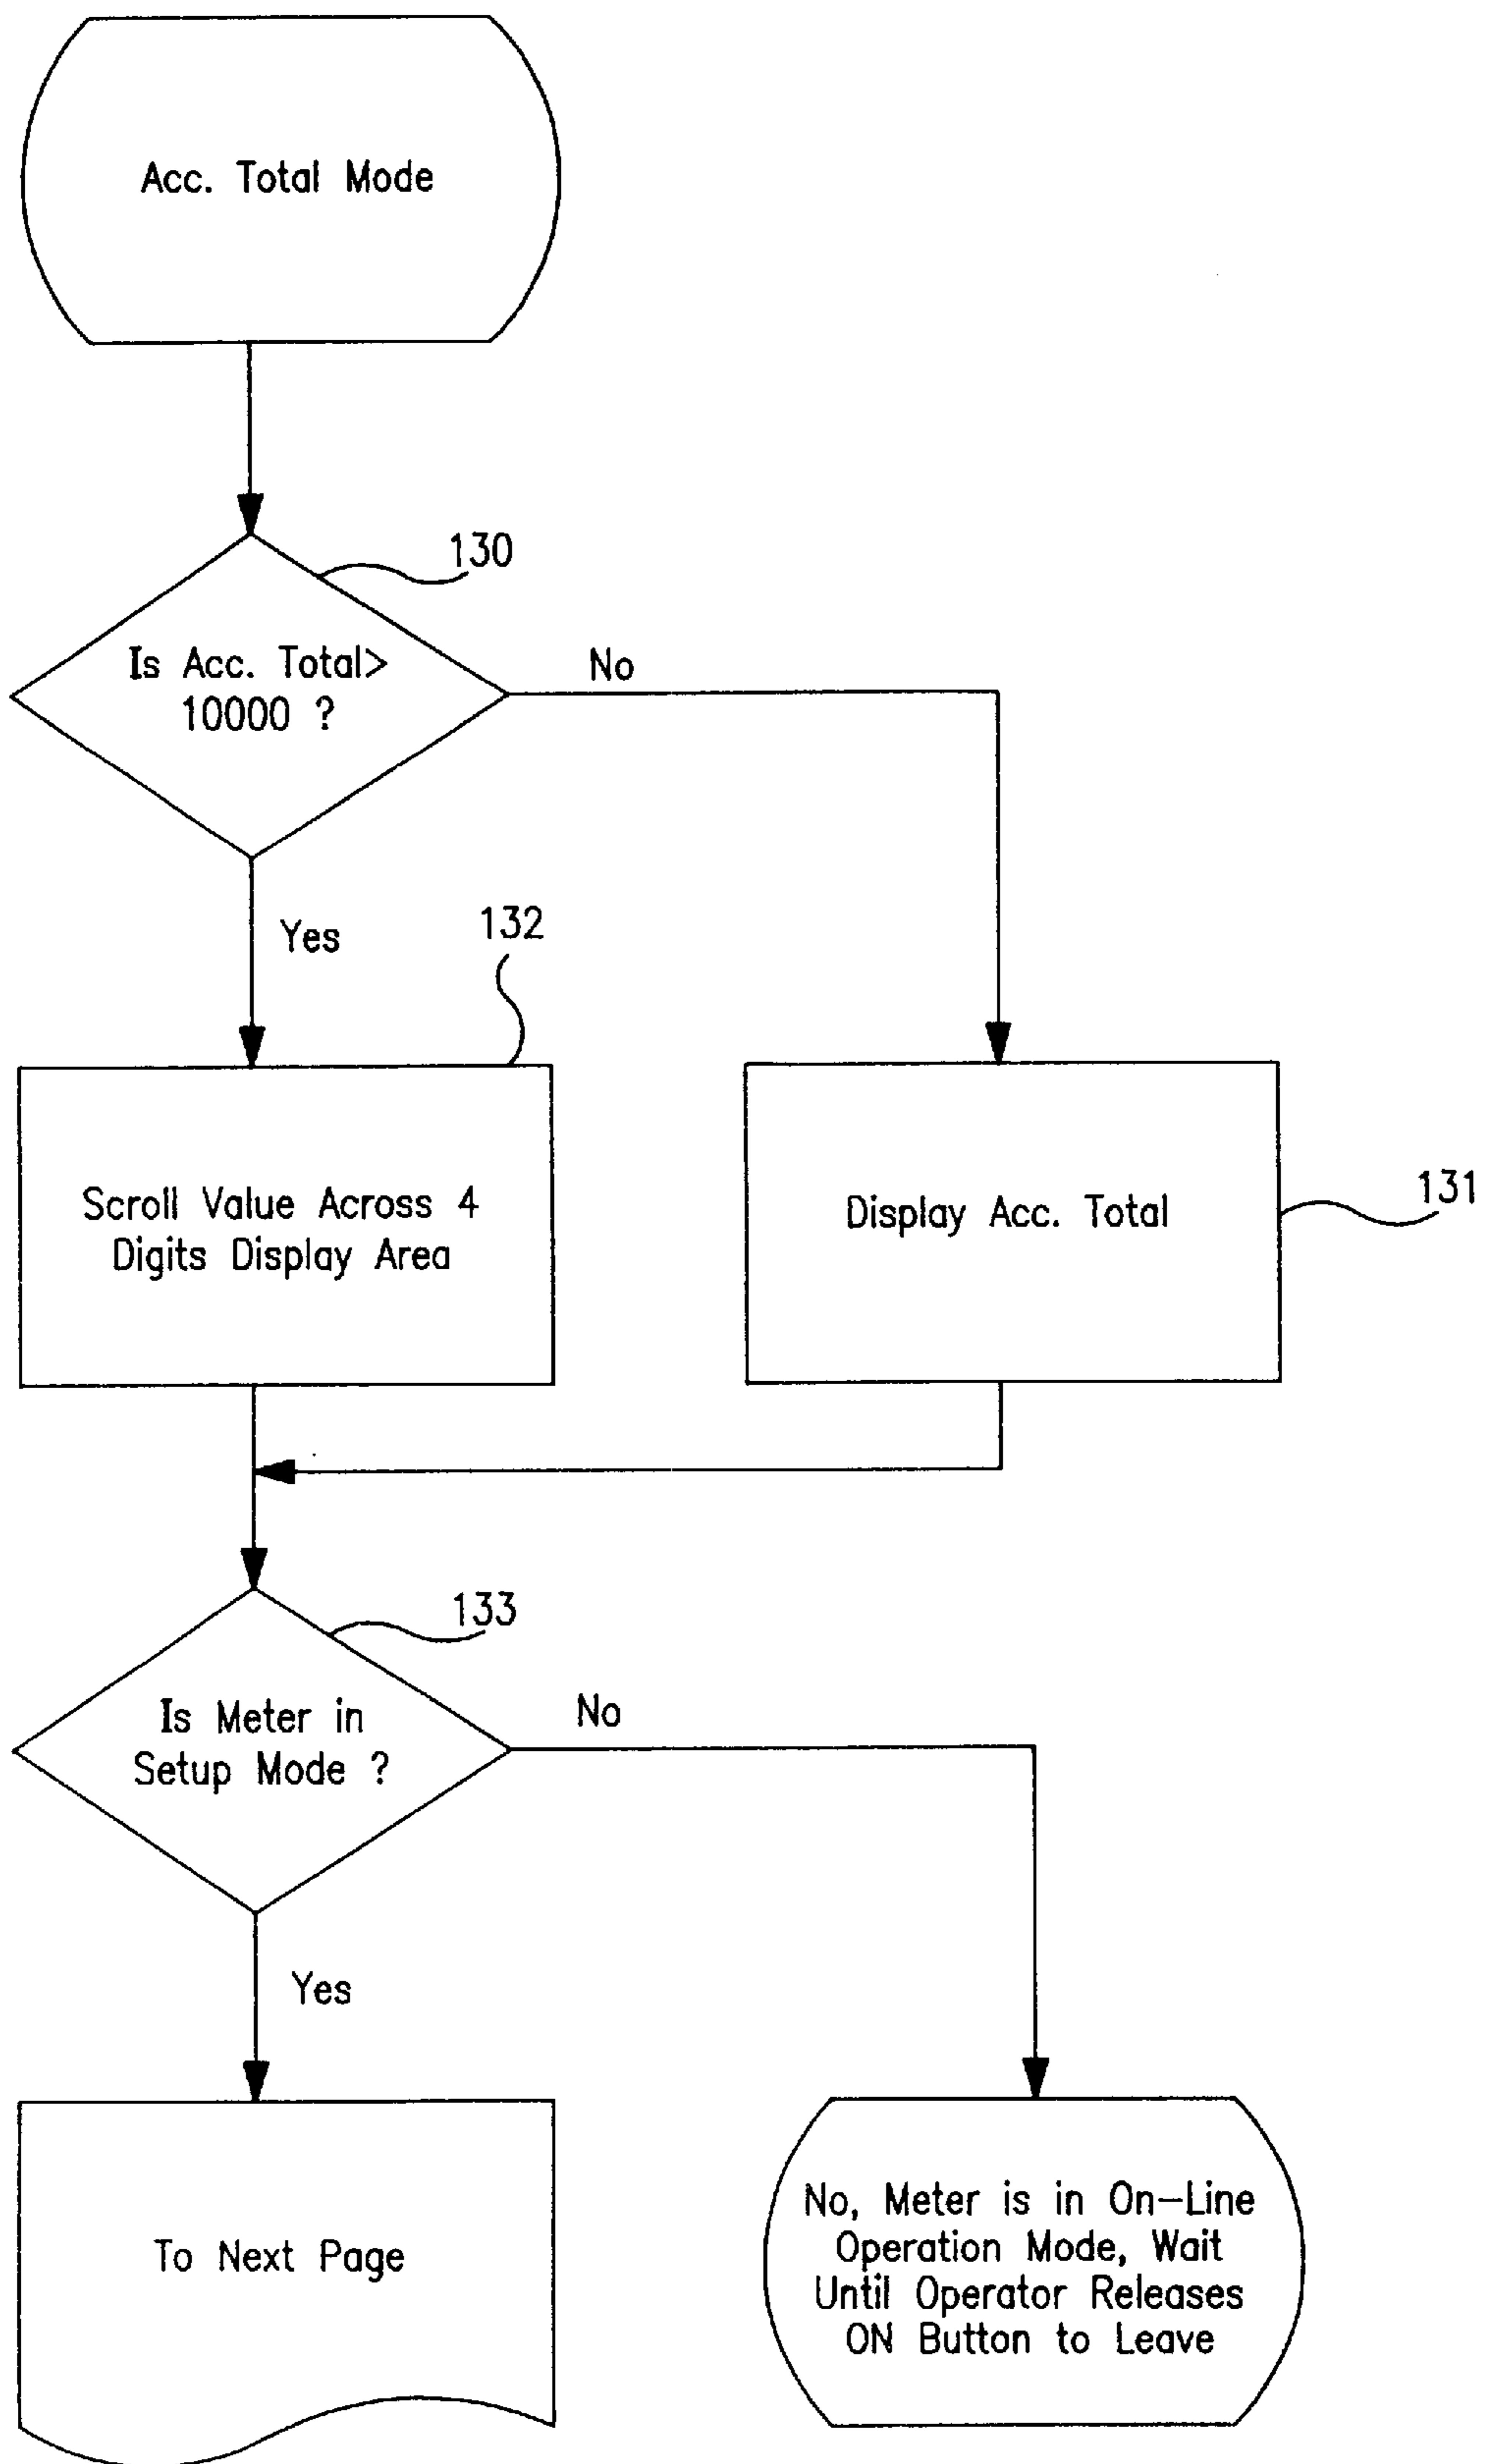 Acc. Total Mode
130
Is Acc. Total>
10000 ?
No
Yes
132
Scroll Value Across 4
Digits Display Area
Display Acc. Total
131
133
Is Meter in
Setup Mode ?
No
Yes
To Next Page
No, Meter is in On-Line
Operation Mode, Wait
Until Operator Releases
ON Button to Leave